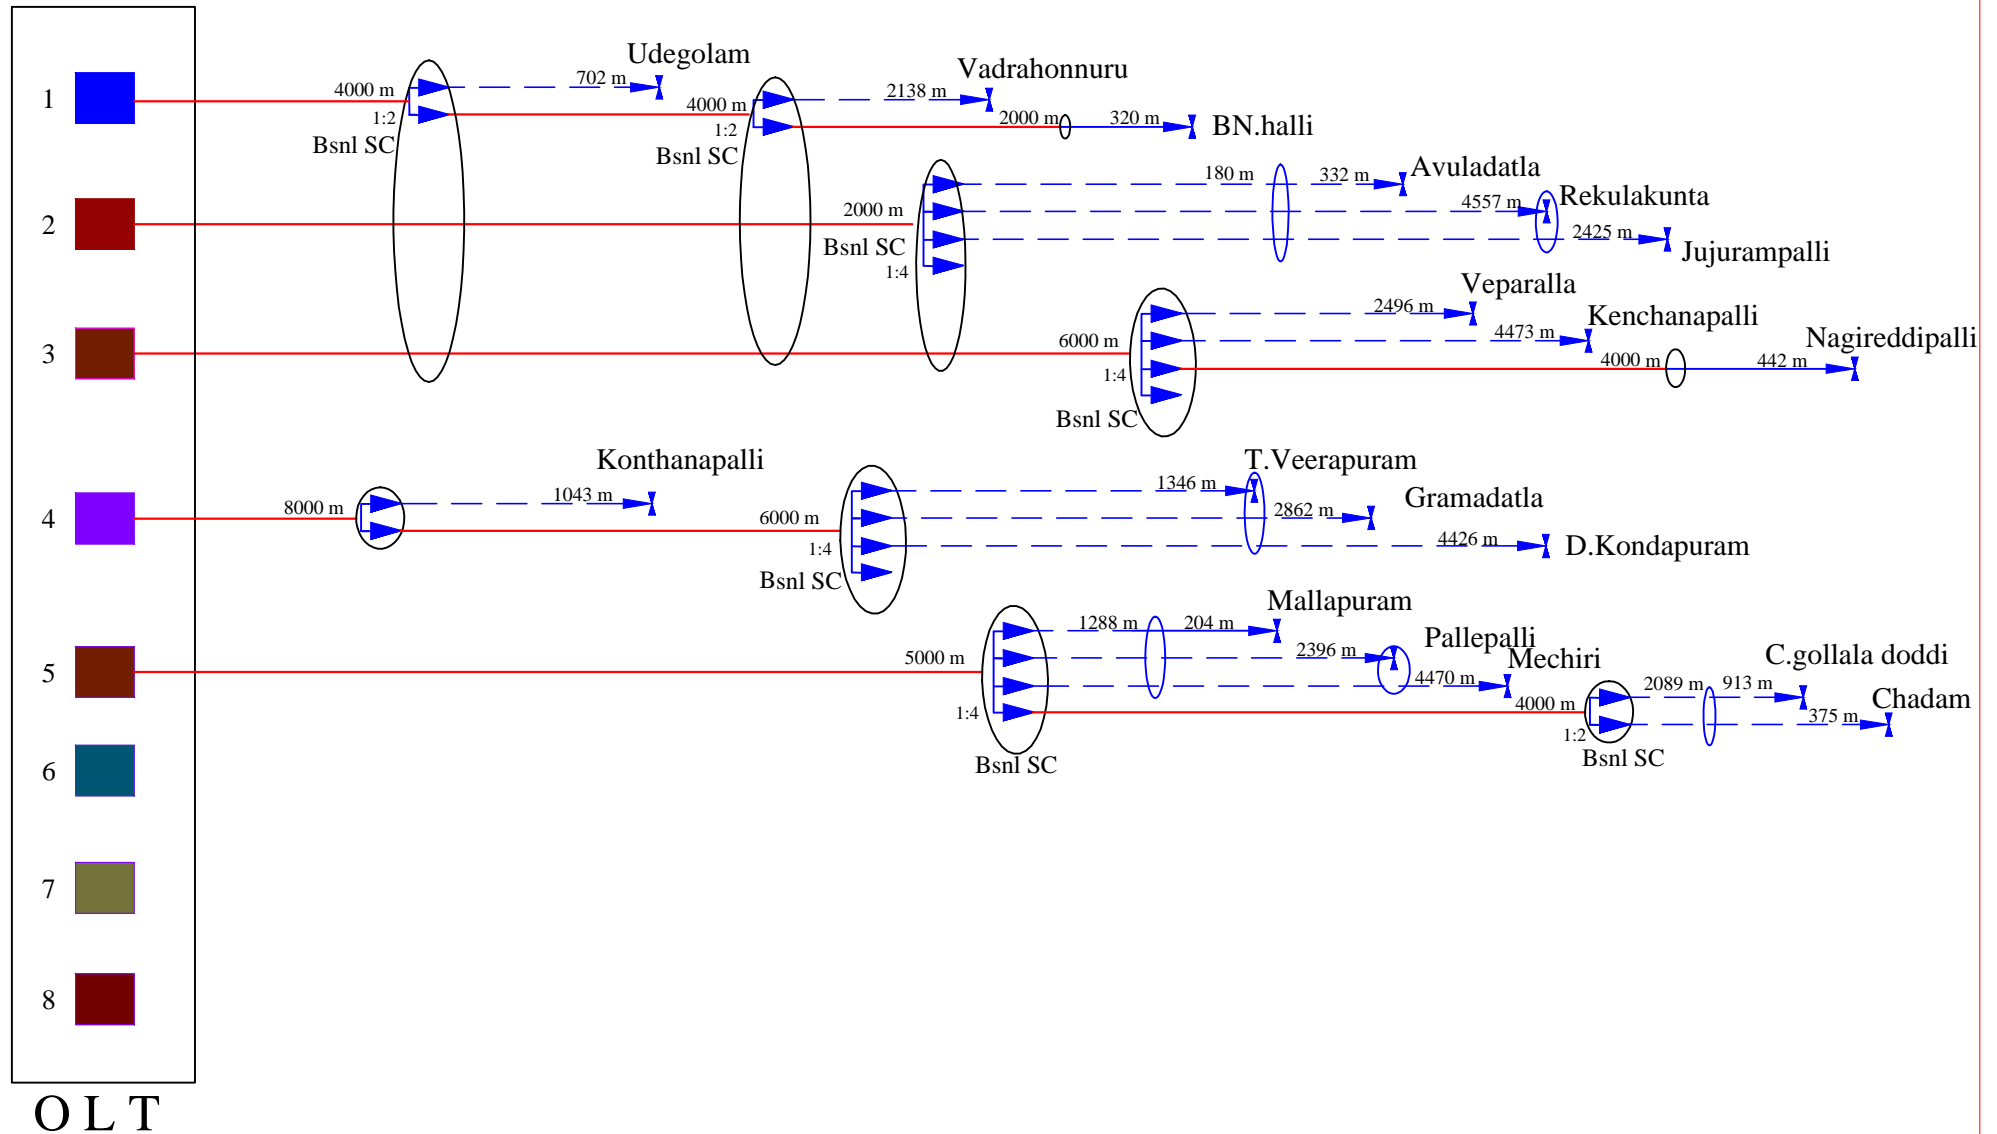 Udegolam
702 m
Vadrahonnuru
1
4000 m
2138 m
4000 m
1:2
1:2
2000 m
320 m
BN.halli
Bsnl SC
Bsnl SC
Avuladatla
180 m
332 m
Rekulakunta
4557 m
2
2000 m
2425 m
Bsnl SC
Jujurampalli
1:4
Veparalla
2496 m
Kenchanapalli
4473 m
Nagireddipalli
3
6000 m
4000 m
442 m
1:4
Bsnl SC
Konthanapalli
T.Veerapuram
1346 m
1043 m
Gramadatla
4
8000 m
6000 m
2862 m
4426 m
D.Kondapuram
1:4
Bsnl SC
Mallapuram
1288 m
204 m
Pallepalli
2396 m
Mechiri
C.gollala doddi
5
5000 m
4470 m
2089 m
913 m
Chadam
4000 m
375 m
1:4
1:2
Bsnl SC
Bsnl SC
6
7
8
O L T